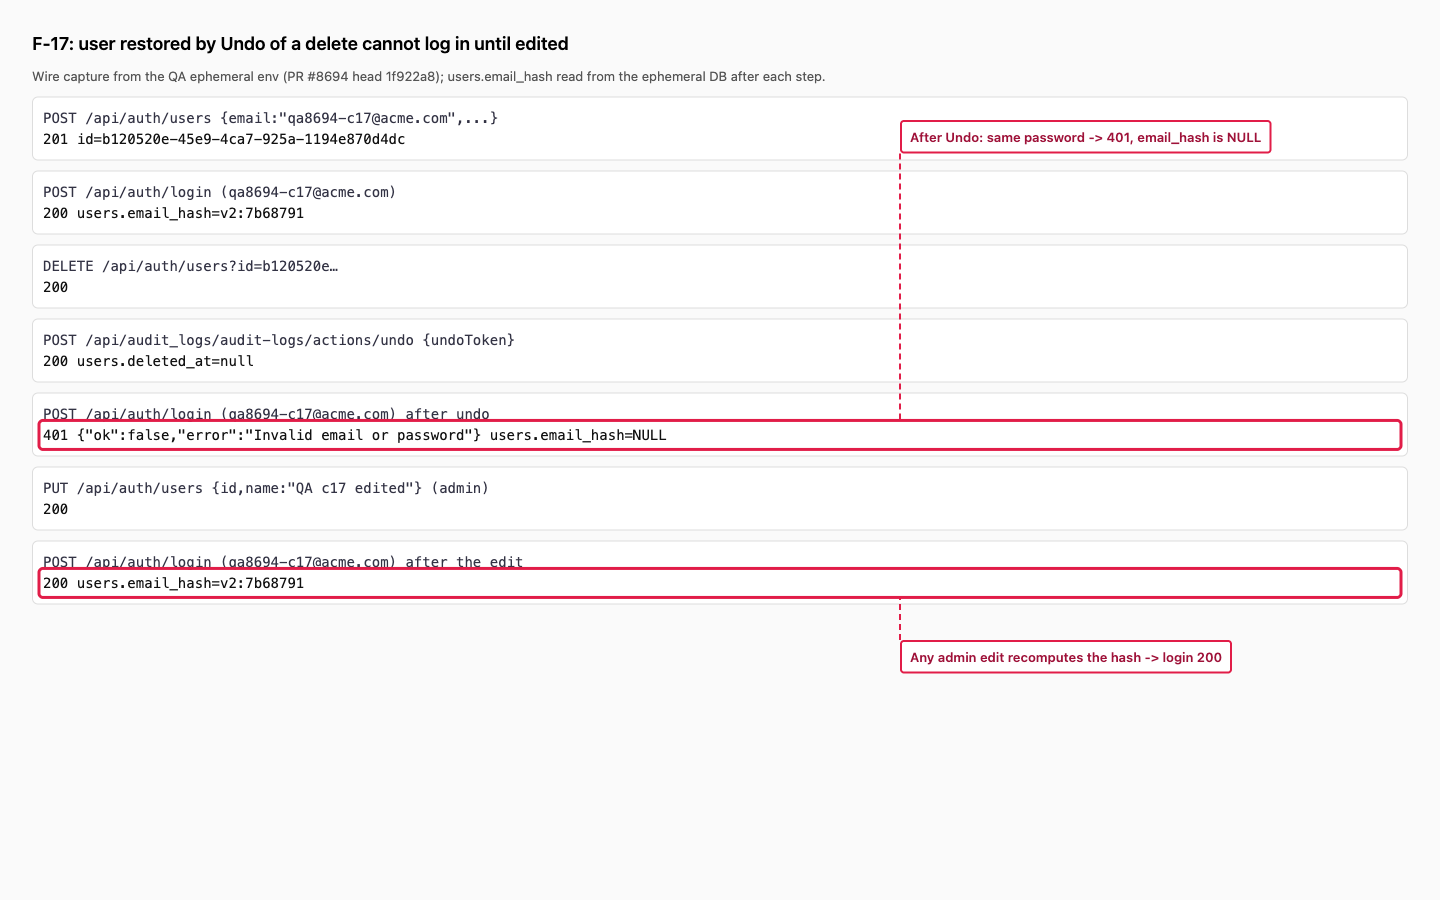 F-17: user restored by Undo of a delete cannot log in until edited
Wire capture from the QA ephemeral env (PR #8694 head 1f922a8); users.email_hash read from the ephemeral DB after each step.
POST /api/auth/users {email:"qa8694-c17@acme.com",...}
201 id=b120520e-45e9-4ca7-925a-1194e870d4dc
After Undo: same password -> 401, email_hash is NULL
POST /api/auth/login (qa8694-c17@acme.com)
200 users.email_hash=v2:7b68791
DELETE /api/auth/users?id=b120520e…
200
POST /api/audit_logs/audit-logs/actions/undo {undoToken}
200 users.deleted_at=null
POST /api/auth/login (qa8694-c17@acme.com) after undo
401 {"ok":false,"error":"Invalid email or password"} users.email_hash=NULL
PUT /api/auth/users {id,name:"QA c17 edited"} (admin)
200
POST /api/auth/login (qa8694-c17@acme.com) after the edit
200 users.email_hash=v2:7b68791
Any admin edit recomputes the hash -> login 200